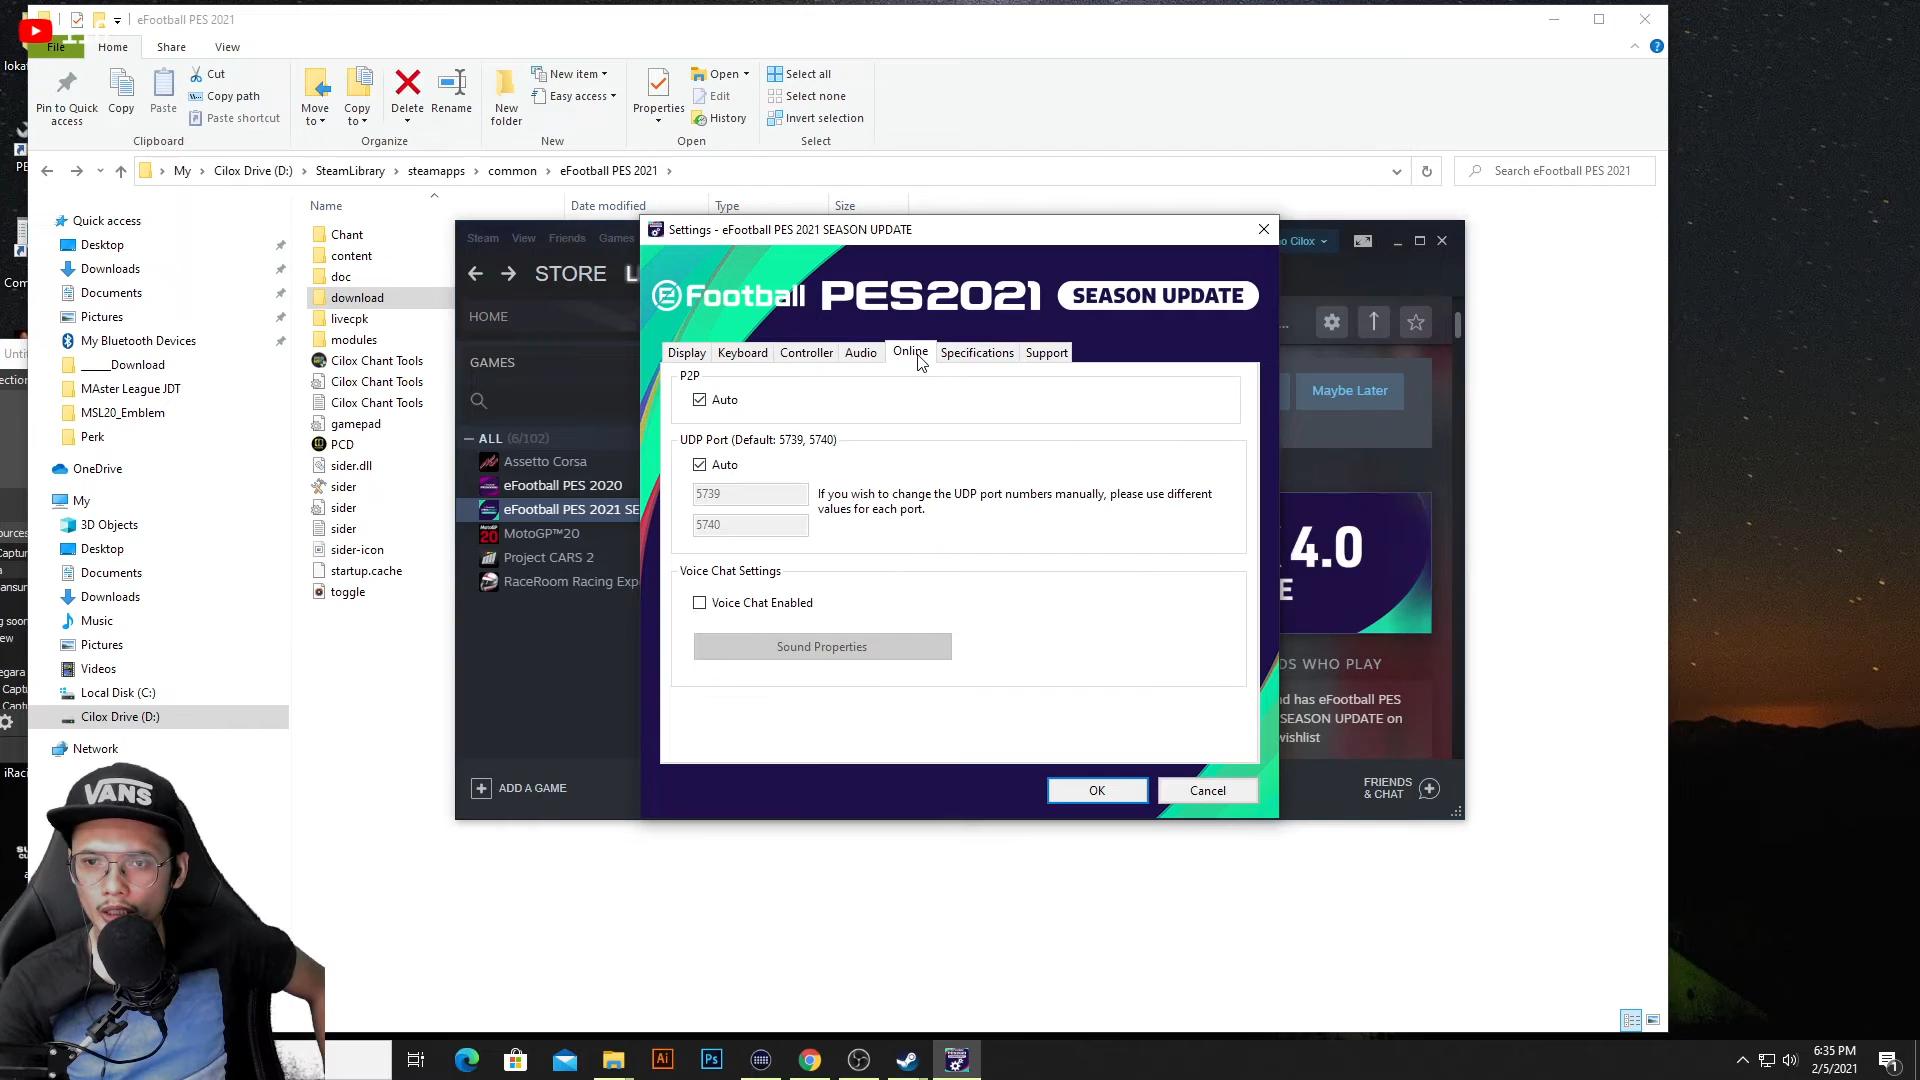 eFootball PES 2021
File Home Share View
Pin to Quick access
Copy
Paste
Cut
Copy path
Paste shortcut
Clipboard
Move to
Copy to
Delete
Rename
Organize
New folder
New item
Easy access
New
Properties
Open
Edit
History
Open
Select all
Select none
Invert selection
Select
My > Cilox Drive (D:) > SteamLibrary > steamapps > common > eFootball PES 2021 >
Search eFootball PES 2021
Name Date modified Type Size
Quick access
Desktop
Downloads
Documents
Pictures
My Bluetooth Devices
_____Download
MAster League JDT
MSL20_Emblem
Perk
OneDrive
My
3D Objects
Desktop
Documents
Downloads
Music
Pictures
Videos
Local Disk (C:)
Cilox Drive (D:)
Network
Chant
content
doc
download
livecpk
modules
Cilox Chant Tools
Cilox Chant Tools
Cilox Chant Tools
gamepad
PCD
sider.dll
sider
sider
sider
sider-icon
startup.cache
toggle
Steam View Friends Games
STORE
HOME
GAMES
ALL (6/102)
Assetto Corsa
eFootball PES 2020
eFootball PES 2021 SE
MotoGP™20
Project CARS 2
RaceRoom Racing Exp
ADD A GAME
Settings - eFootball PES 2021 SEASON UPDATE
eFootball PES2021 SEASON UPDATE
Display Keyboard Controller Audio Online Specifications Support
P2P
Auto
UDP Port (Default: 5739, 5740)
Auto
5739
5740
If you wish to change the UDP port numbers manually, please use different
values for each port.
Voice Chat Settings
Voice Chat Enabled
Sound Properties
OK Cancel
Cilox
Maybe Later
4.0
DS WHO PLAY
nd has eFootball PES
SEASON UPDATE on
wishlist
FRIENDS
& CHAT
VANS
6:35 PM
2/5/2021
1